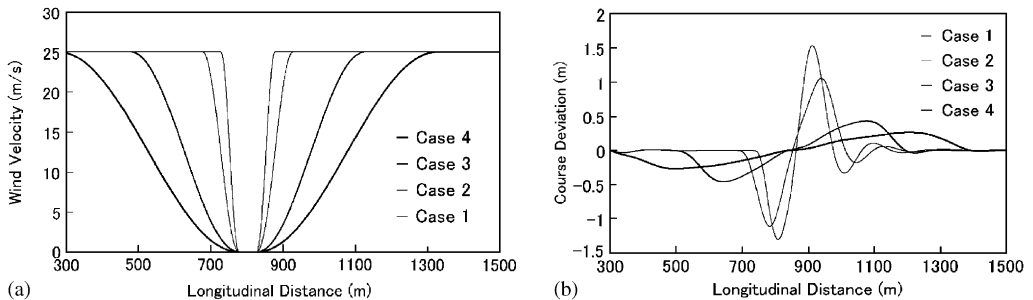 30
25
20
15
10
5
0
Wind Velocity (m/s)
Case 4
Case 3
Case 2
Case 1
300 500 700 900 1100 1300 1500
Longitudinal Distance (m)
(a)
2
1.5
1
0.5
0
-0.5
-1
-1.5
Course Deviation (m)
Case 1
Case 2
Case 3
Case 4
300 500 700 900 1100 1300 1500
Longitudinal Distance (m)
(b)